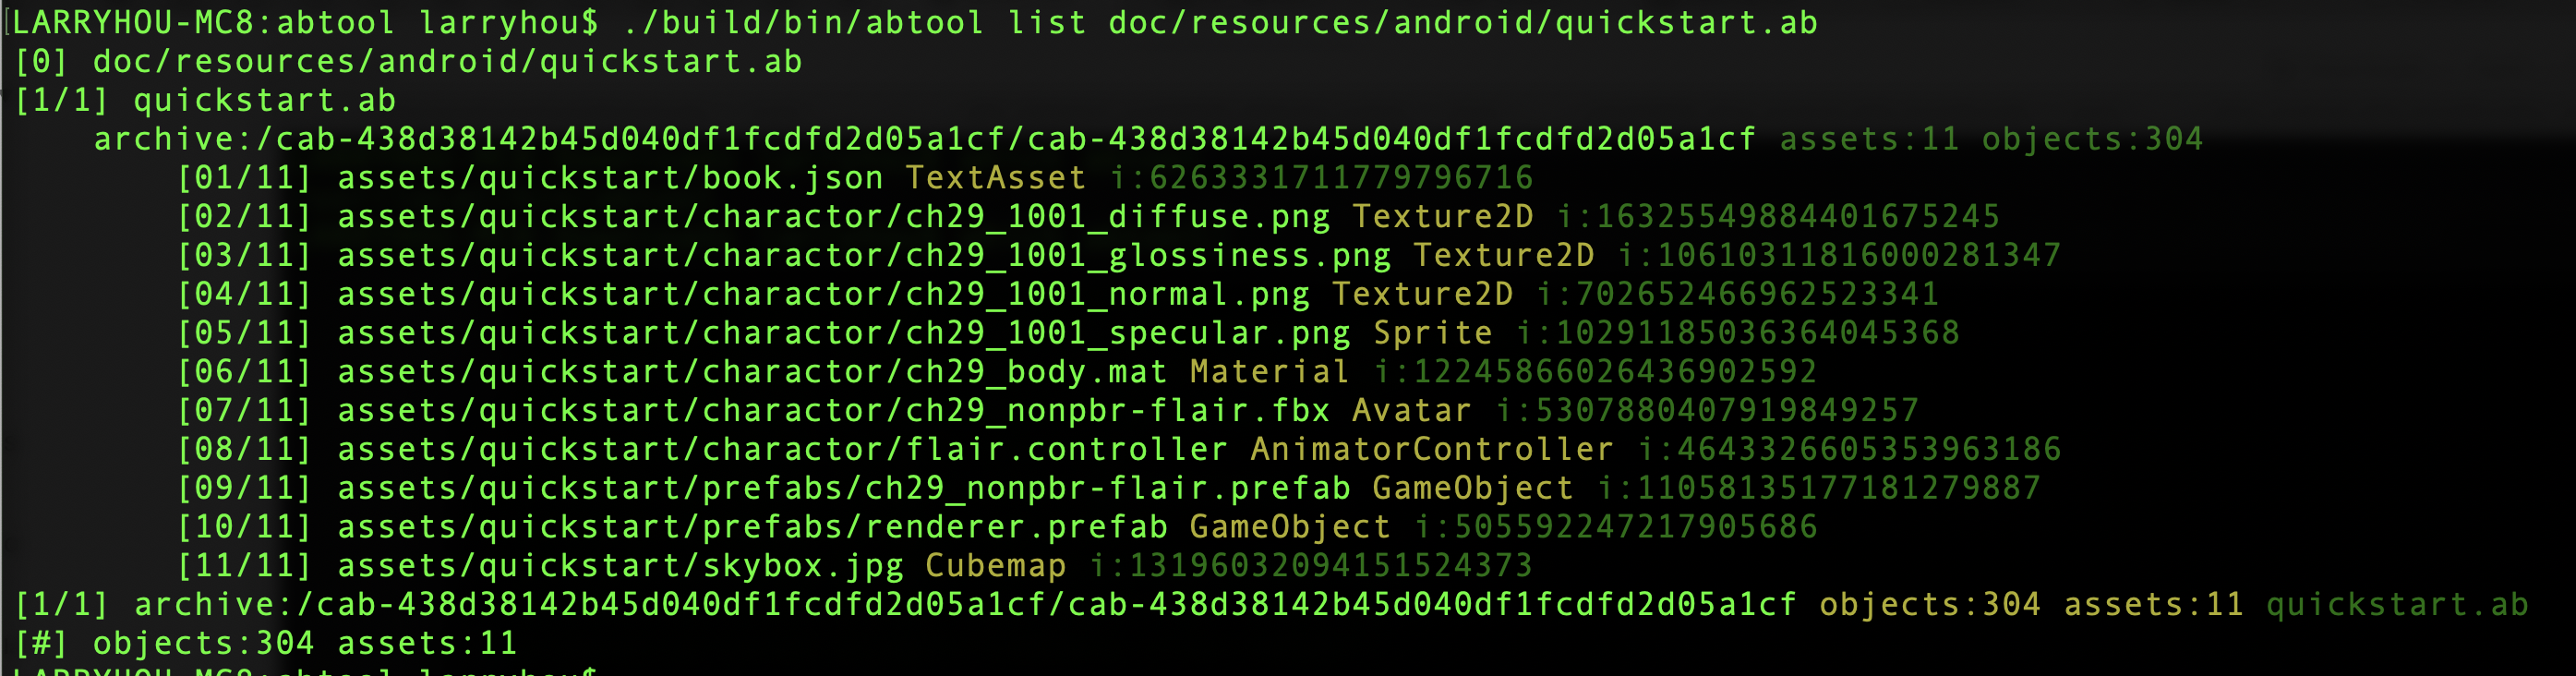 LARRYHOU-MC8:abtool larryhou$ ./build/bin/abtool list doc/resources/android/quickstart.ab
[0] doc/resources/android/quickstart.ab
[1/1] quickstart.ab
archive:/cab-438d38142b45d040df1fcdfd2d05a1cf/cab-438d38142b45d040df1fcdfd2d05a1cf assets:11 objects:304
[01/11] assets/quickstart/book.json TextAsset i:6263331711779796716
[02/11] assets/quickstart/charactor/ch29_1001_diffuse.png Texture2D i:16325549884401675245
[03/11] assets/quickstart/charactor/ch29_1001_glossiness.png Texture2D i:10610311816000281347
[04/11] assets/quickstart/charactor/ch29_1001_normal.png Texture2D i:702652466962523341
[05/11] assets/quickstart/charactor/ch29_1001_specular.png Sprite i:10291185036364045368
[06/11] assets/quickstart/charactor/ch29_body.mat Material i:12245866026436902592
[07/11] assets/quickstart/charactor/ch29_nonpbr-flair.fbx Avatar i:5307880407919849257
[08/11] assets/quickstart/charactor/flair.controller AnimatorController i:4643326605353963186
[09/11] assets/quickstart/prefabs/ch29_nonpbr-flair.prefab GameObject i:11058135177181279887
[10/11] assets/quickstart/prefabs/renderer.prefab GameObject i:505592247217905686
[11/11] assets/quickstart/skybox.jpg Cubemap i:13196032094151524373
[1/1] archive:/cab-438d38142b45d040df1fcdfd2d05a1cf/cab-438d38142b45d040df1fcdfd2d05a1cf objects:304 assets:11 quickstart.ab
[#] objects:304 assets:11
LARRYHOU-MC8:abtool larryhou$